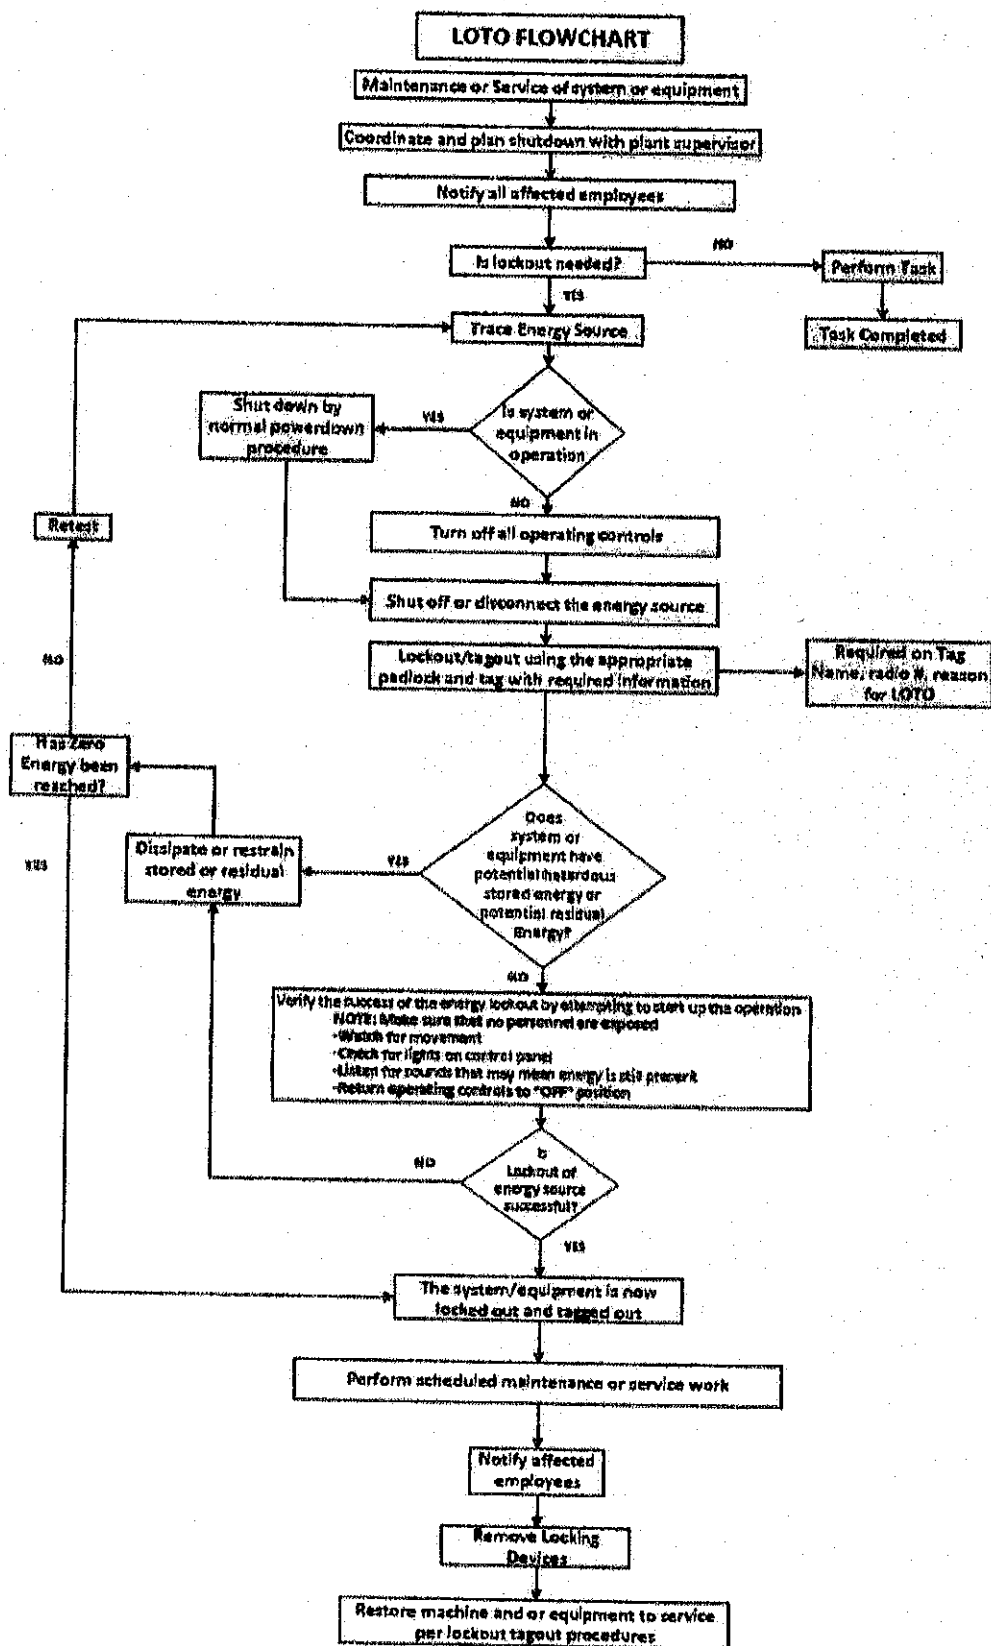 LOTO FLOWCHART
Maintenance or Service of system or equipment
Coordinate and plan shutdown with plant supervisor
Notify all affected employees
Is lockout needed?
NO
Perform Task
Task Completed
YES
Trace Energy Source
Is system or
equipment in
operation
YES
Shut down by
normal powerdown
procedure
NO
Turn off all operating controls
Shut off or disconnect the energy source
Lockout/tagout using the appropriate
padlock and tag with required information
Required on Tag
Name, radio #, reason
for LOTO
Retest
NO
Has Zero
Energy been
reached?
YES
Does
system or
equipment have
potential hazardous
stored energy or
potential residual
Energy?
YES
Dissipate or restrain
stored or residual
energy
NO
Verify the success of the energy lockout by attempting to start up the operation
NOTE: Make sure that no personnel are exposed
-Watch for movement
-Check for lights on control panel
-Listen for sounds that may mean energy is still present
-Return operating controls to "OFF" position
Is
Lockout of
energy source
successful?
NO
YES
The system/equipment is now
locked out and tagged out
Perform scheduled maintenance or service work
Notify affected
employees
Remove Locking
Devices
Restore machine and or equipment to service
per lockout tagout procedures